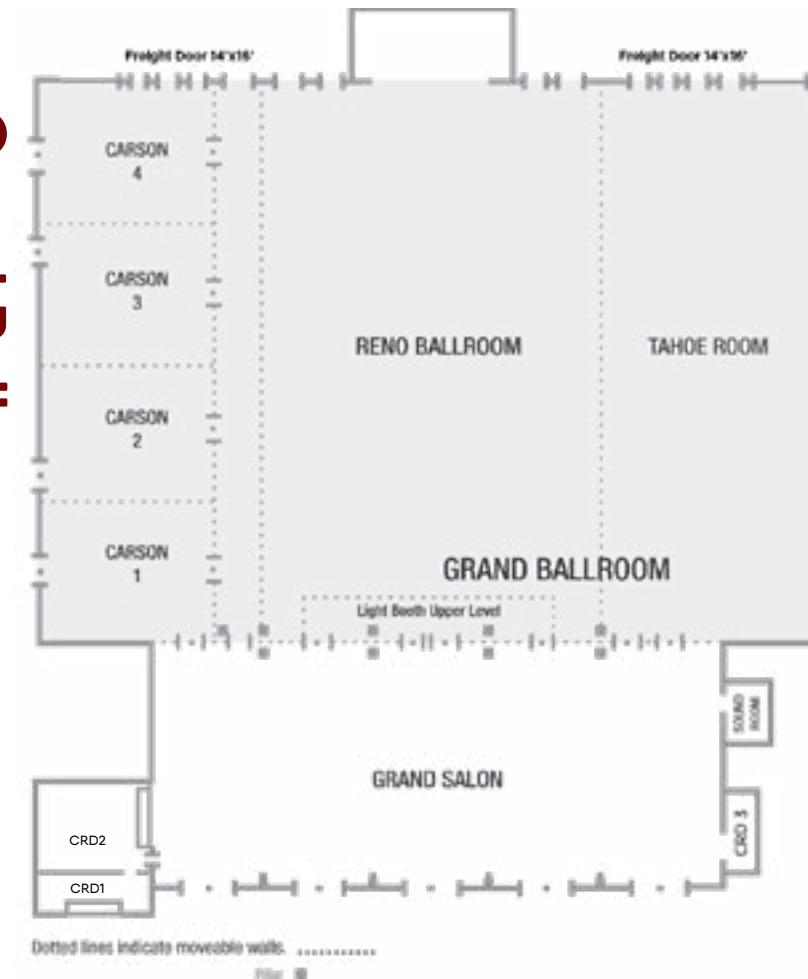 Freight Door 14'x16'
Freight Door 14'x16'
CARSON
4
CARSON
3
RENO BALLROOM
TAHOE ROOM
CARSON
2
CARSON
1
GRAND BALLROOM
Light Booth Upper Level
SOUND
ROOM
GRAND SALON
CRD 3
CRD2
CRD1
Dotted lines indicate moveable walls.
Pillar